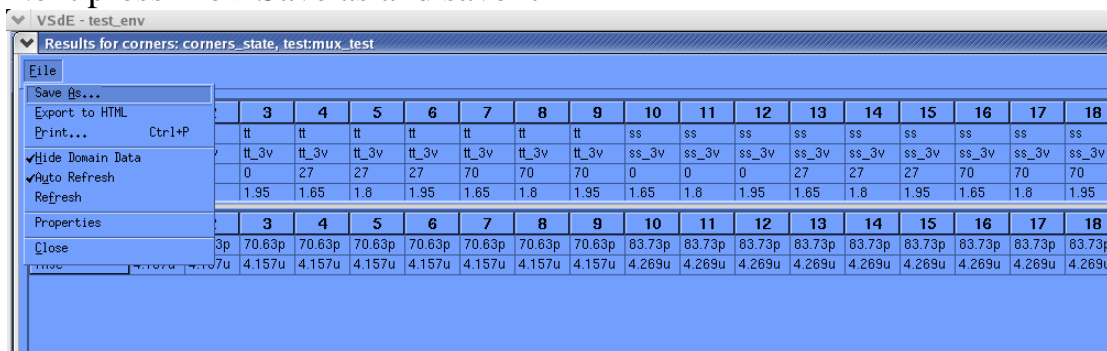 VSdE - test_env
Results for corners: corners_state, test:mux_test
File
Save As...
Export to HTML 3 4 5 6 7 8 9 10 11 12 13 14 15 16 17 18
Print... Ctrl+P tt tt tt tt tt tt tt ss ss ss ss ss ss ss ss ss
✔Hide Domain Data tt_3v tt_3v tt_3v tt_3v tt_3v tt_3v tt_3v ss_3v ss_3v ss_3v ss_3v ss_3v ss_3v ss_3v ss_3v ss_3v
✔Auto Refresh 0 27 27 27 70 70 70 0 0 0 27 27 27 70 70 70
Refresh 1.95 1.65 1.8 1.95 1.65 1.8 1.95 1.65 1.8 1.95 1.65 1.8 1.95 1.65 1.8 1.95
Properties 3 4 5 6 7 8 9 10 11 12 13 14 15 16 17 18
Close 3p 70.63p 70.63p 70.63p 70.63p 70.63p 70.63p 70.63p 83.73p 83.73p 83.73p 83.73p 83.73p 83.73p 83.73p 83.73p 83.73p
7u 4.157u 4.157u 4.157u 4.157u 4.157u 4.157u 4.157u 4.269u 4.269u 4.269u 4.269u 4.269u 4.269u 4.269u 4.269u 4.269u